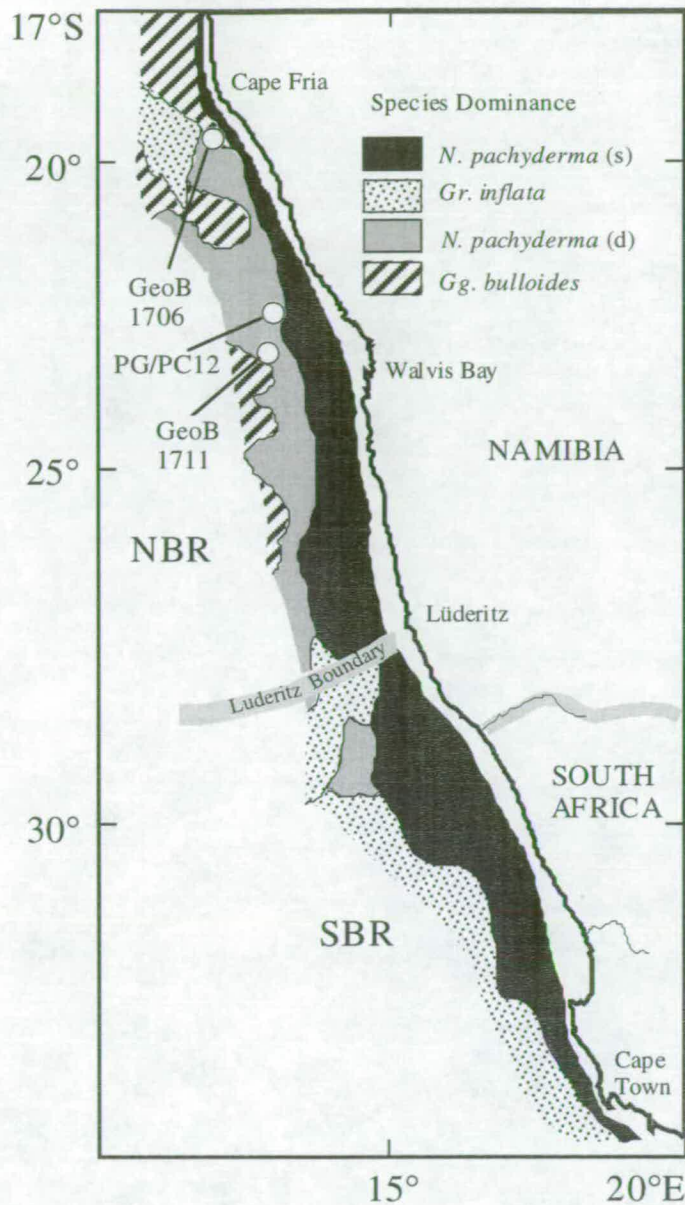 17°S
Cape Fria
Species Dominance
N. pachyderma (s)
20°
Gr. inflata
N. pachyderma (d)
Gg. bulloides
GeoB
1706
PG/PC12
Walvis Bay
GeoB
1711
25°
NAMIBIA
NBR
Lüderitz
Luderitz Boundary
SOUTH
AFRICA
30°
SBR
Cape
Town
15°
20°E